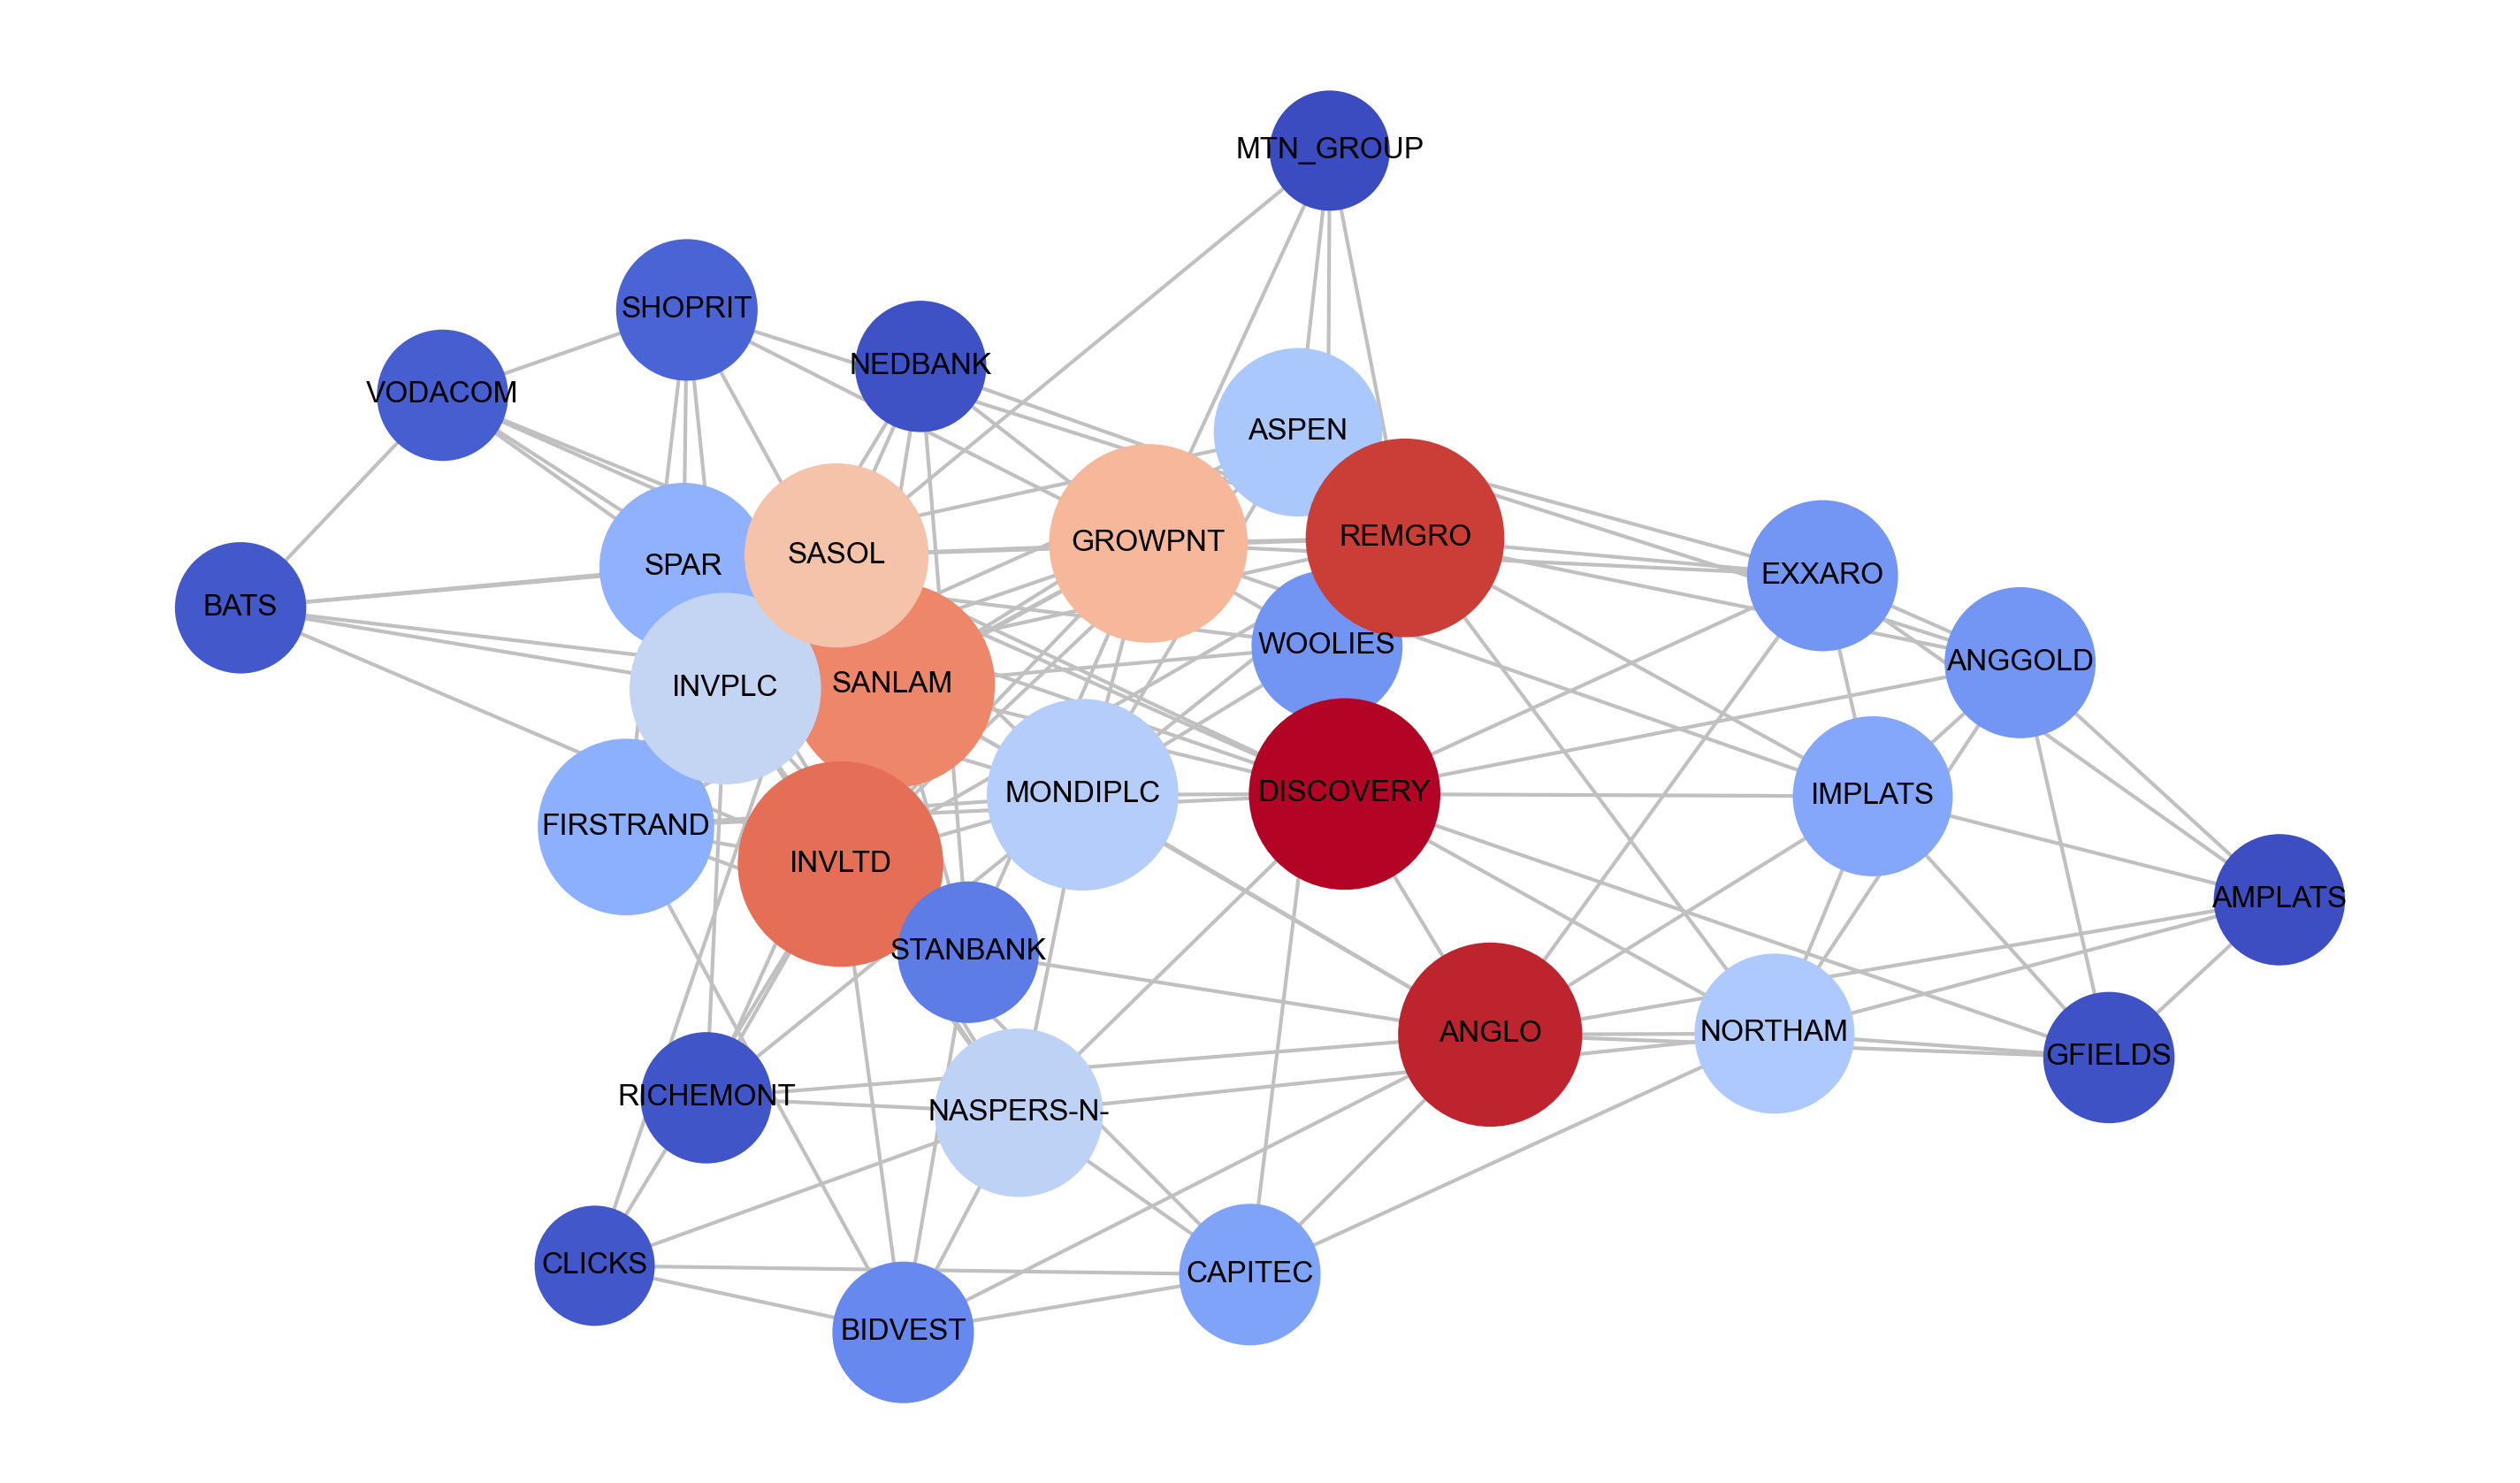 MTN_GROUP
SHOPRIT
NEDBANK
VODACOM
ASPEN
REMGRO
GROWPNT
SASOL
SPAR
EXXARO
BATS
WOOLIES
ANGGOLD
SANLAM
INVPLC
MONDIPLC
DISCOVERY
IMPLATS
FIRSTRAND
INVLTD
AMPLATS
STANBANK
ANGLO
NORTHAM
GFIELDS
RICHEMONT
NASPERS-N-
CLICKS
CAPITEC
BIDVEST